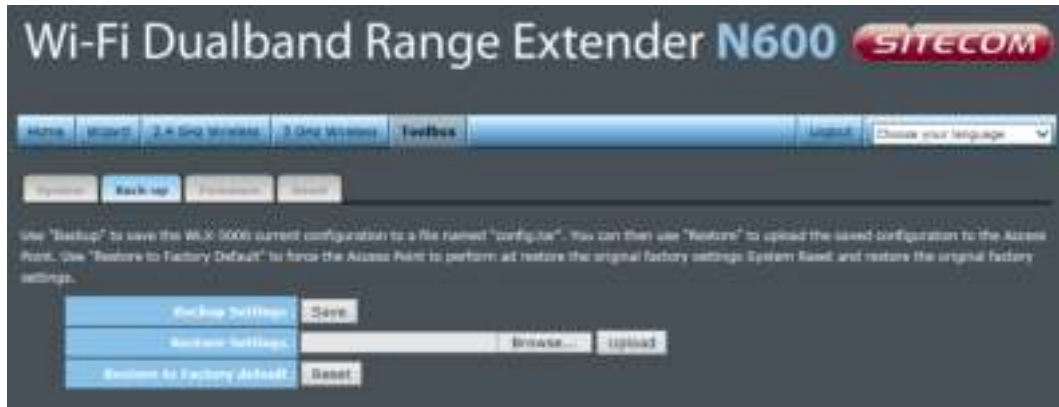 Wi-Fi Dualband Range Extender N600 SITECOM
Home Wizard 2.4 GHz Wireless 5 GHz Wireless Toolbox Logout Choose your language
System Back-up Firmware Reset
Use "Backup" to save the current configuration to a file named "config.bin". You can then use "Restore" to upload the saved configuration to the Access
Point. Use "Restore to Factory Default" to force the Access Point to perform ad restore the original factory settings System Reset and restore the original factory
settings.
Backup Settings Save
Restore Settings Browse... Upload
Restore to Factory default Reset